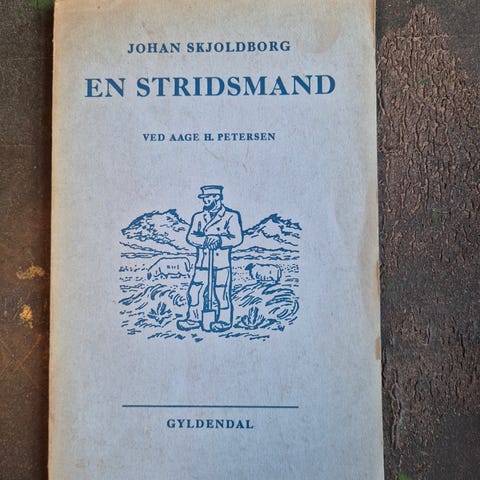 JOHAN SKJOLDBORG
EN STRIDSMAND
VED AAGE H. PETERSEN
GYLDENDAL